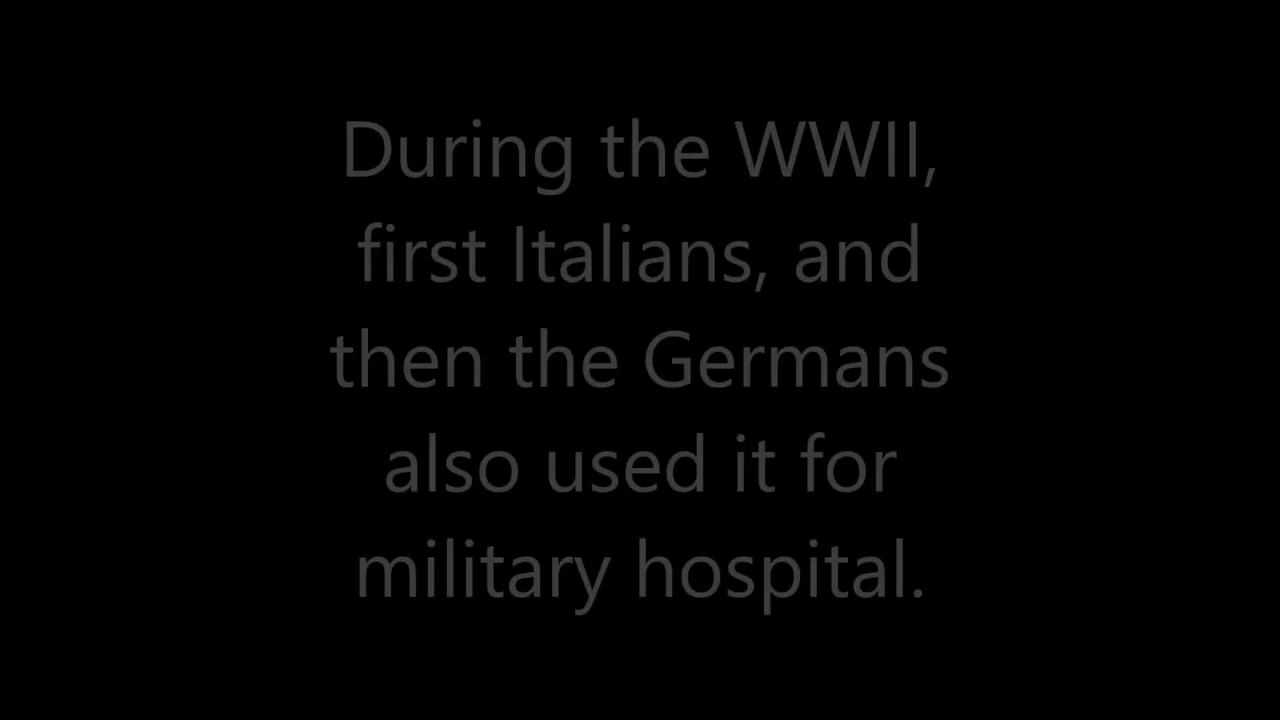 During the WWII,
first Italians, and
then the Germans
also used it for
military hospital.